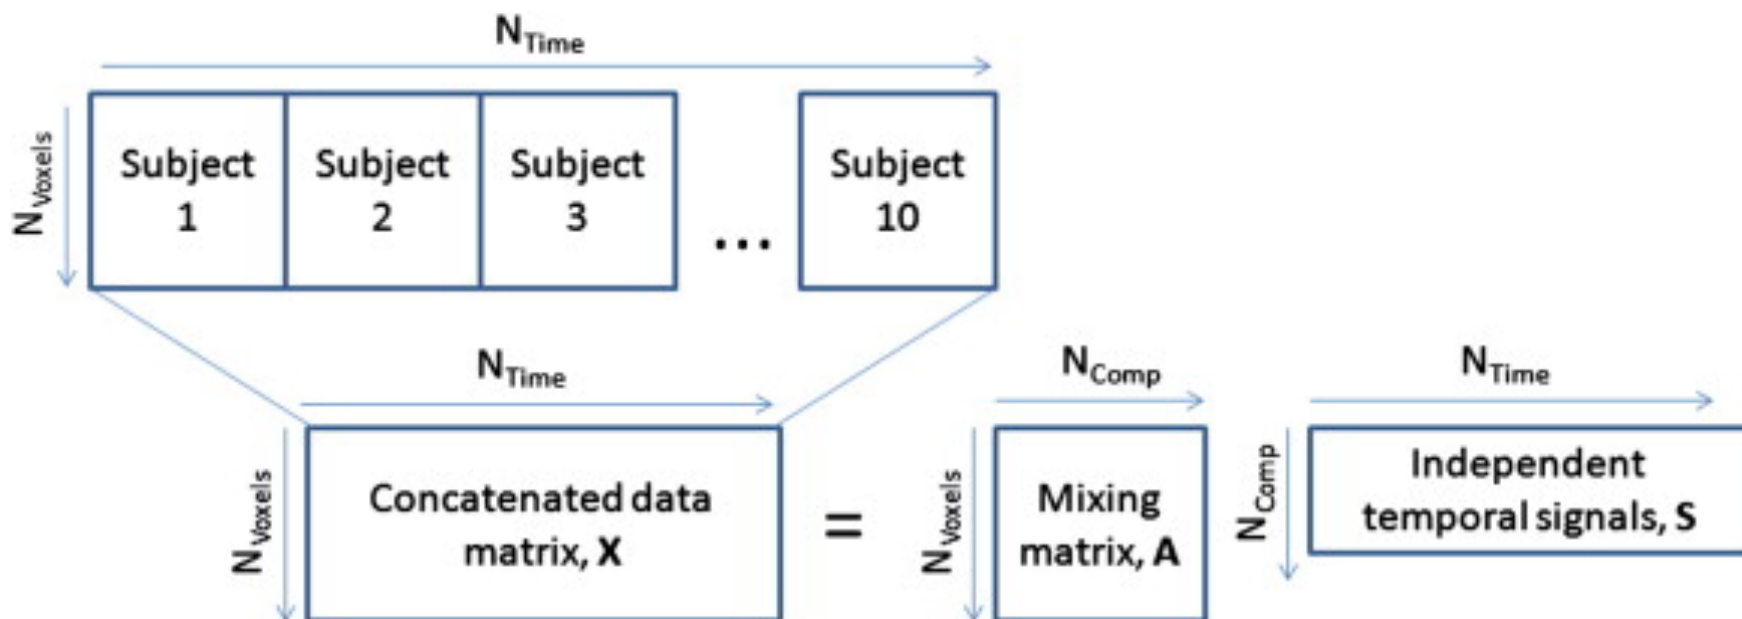 N_Time
N_Voxels
Subject 1
Subject 2
Subject 3
...
Subject 10
N_Time
N_Comp
N_Time
N_Voxels
Concatenated data
matrix, X
=
N_Voxels
Mixing
matrix, A
N_Comp
Independent
temporal signals, S